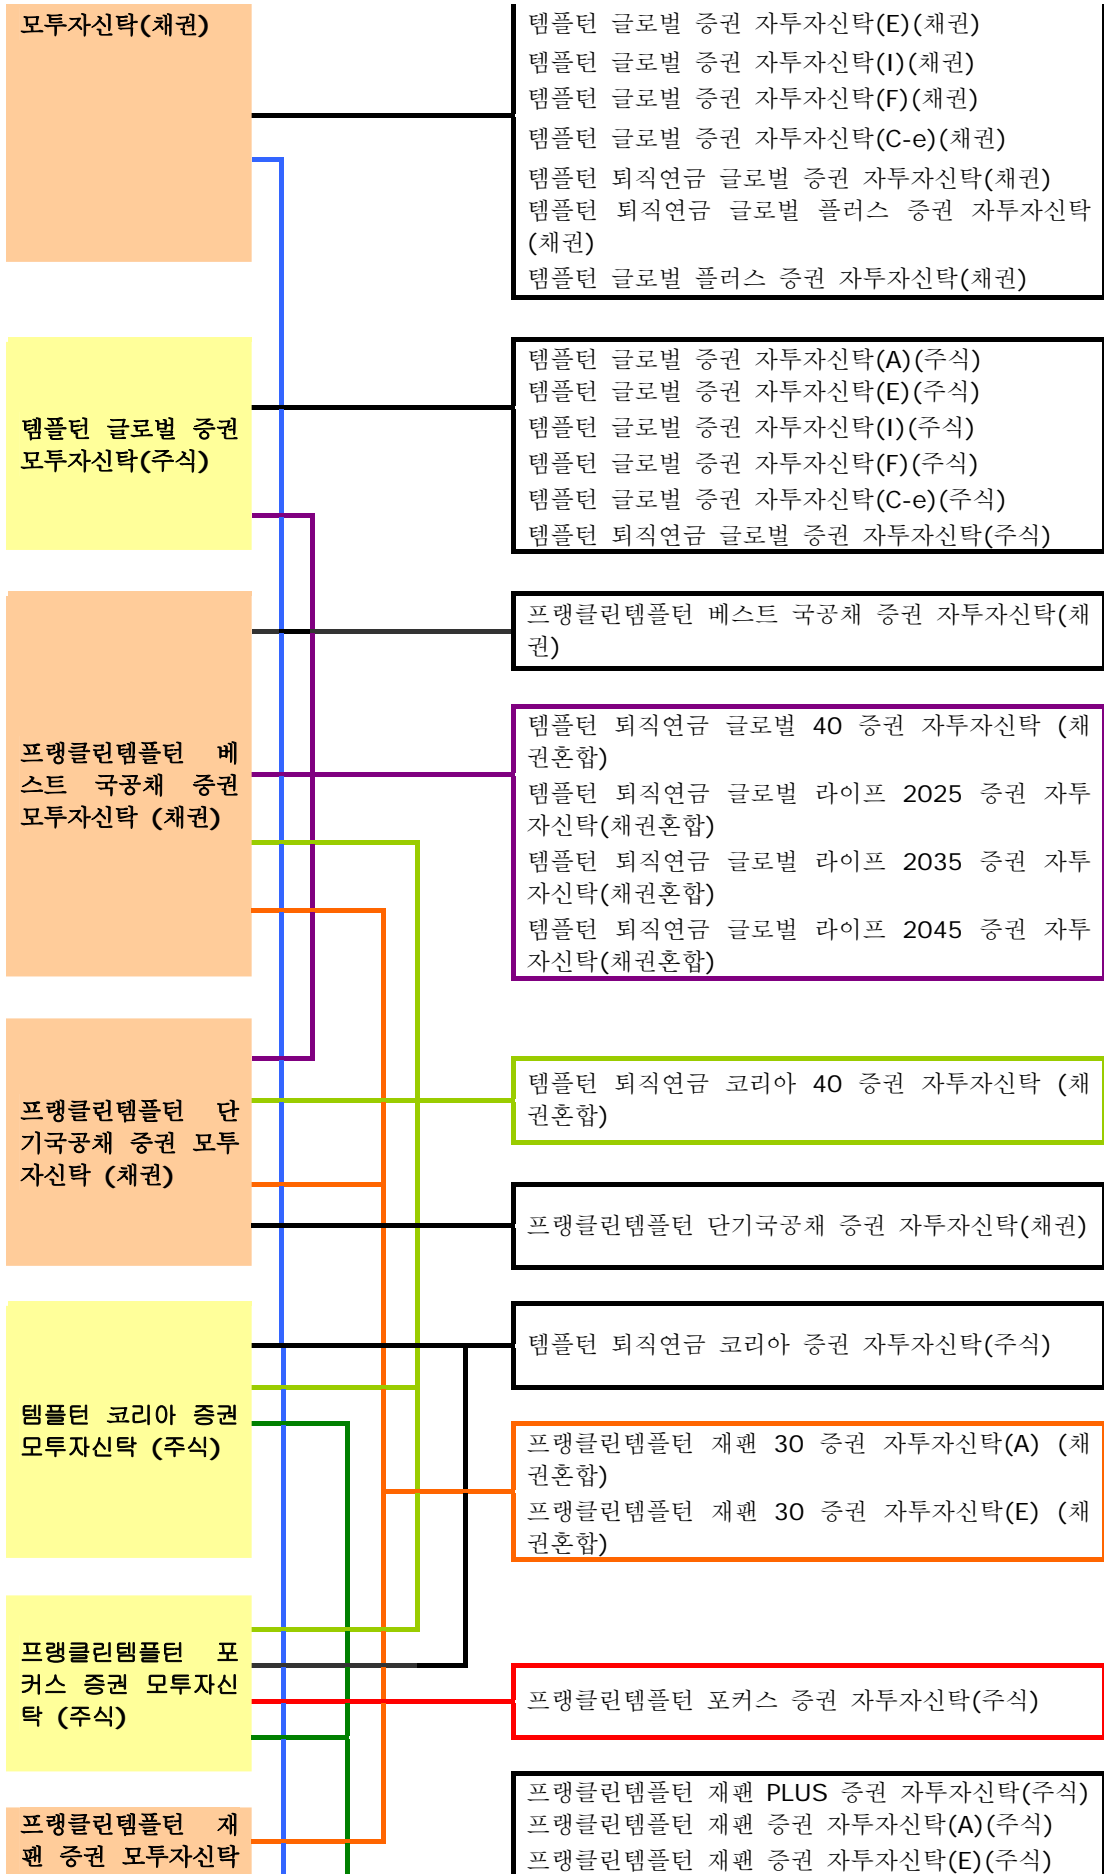 모투자신탁(채권)
템플턴 글로벌 증권 자투자신탁(E)(채권)
템플턴 글로벌 증권 자투자신탁(I)(채권)
템플턴 글로벌 증권 자투자신탁(F)(채권)
템플턴 글로벌 증권 자투자신탁(C-e)(채권)
템플턴 퇴직연금 글로벌 증권 자투자신탁(채권)
템플턴 퇴직연금 글로벌 플러스 증권 자투자신탁
(채권)
템플턴 글로벌 플러스 증권 자투자신탁(채권)
템플턴 글로벌 증권
모투자신탁(주식)
템플턴 글로벌 증권 자투자신탁(A)(주식)
템플턴 글로벌 증권 자투자신탁(E)(주식)
템플턴 글로벌 증권 자투자신탁(I)(주식)
템플턴 글로벌 증권 자투자신탁(F)(주식)
템플턴 글로벌 증권 자투자신탁(C-e)(주식)
템플턴 퇴직연금 글로벌 증권 자투자신탁(주식)
프랭클린템플턴 베
스트 국공채 증권
모투자신탁 (채권)
프랭클린템플턴 베스트 국공채 증권 자투자신탁(채
권)
템플턴 퇴직연금 글로벌 40 증권 자투자신탁 (채
권혼합)
템플턴 퇴직연금 글로벌 라이프 2025 증권 자투
자신탁(채권혼합)
템플턴 퇴직연금 글로벌 라이프 2035 증권 자투
자신탁(채권혼합)
템플턴 퇴직연금 글로벌 라이프 2045 증권 자투
자신탁(채권혼합)
프랭클린템플턴 단
기국공채 증권 모투
자신탁 (채권)
템플턴 퇴직연금 코리아 40 증권 자투자신탁 (채
권혼합)
프랭클린템플턴 단기국공채 증권 자투자신탁(채권)
템플턴 코리아 증권
모투자신탁 (주식)
템플턴 퇴직연금 코리아 증권 자투자신탁(주식)
프랭클린템플턴 재팬 30 증권 자투자신탁(A) (채
권혼합)
프랭클린템플턴 재팬 30 증권 자투자신탁(E) (채
권혼합)
프랭클린템플턴 포
커스 증권 모투자신
탁 (주식)
프랭클린템플턴 포커스 증권 자투자신탁(주식)
프랭클린템플턴 재
팬 증권 모투자신탁
프랭클린템플턴 재팬 PLUS 증권 자투자신탁(주식)
프랭클린템플턴 재팬 증권 자투자신탁(A)(주식)
프랭클린템플턴 재팬 증권 자투자신탁(E)(주식)